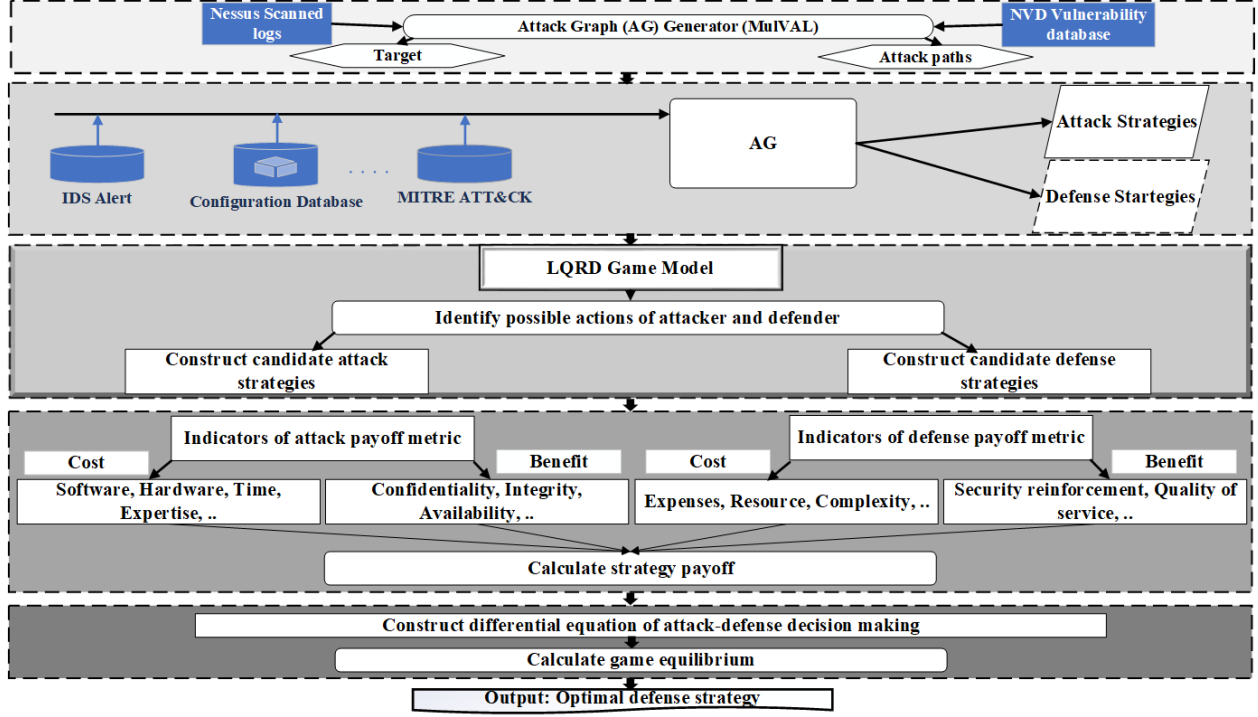 Nessus Scanned
logs
Attack Graph (AG) Generator (MulVAL)
NVD Vulnerability
database
Target
Attack paths
AG
Attack Strategies
IDS Alert
Configuration Database
. . . .
MITRE ATT&CK
Defense Startegies
LQRD Game Model
Identify possible actions of attacker and defender
Construct candidate attack
strategies
Construct candidate defense
strategies
Indicators of attack payoff metric
Indicators of defense payoff metric
Cost
Benefit
Cost
Benefit
Software, Hardware, Time,
Expertise, ..
Confidentiality, Integrity,
Availability, ..
Expenses, Resource, Complexity, ..
Security reinforcement, Quality of
service, ..
Calculate strategy payoff
Construct differential equation of attack-defense decision making
Calculate game equilibrium
Output: Optimal defense strategy